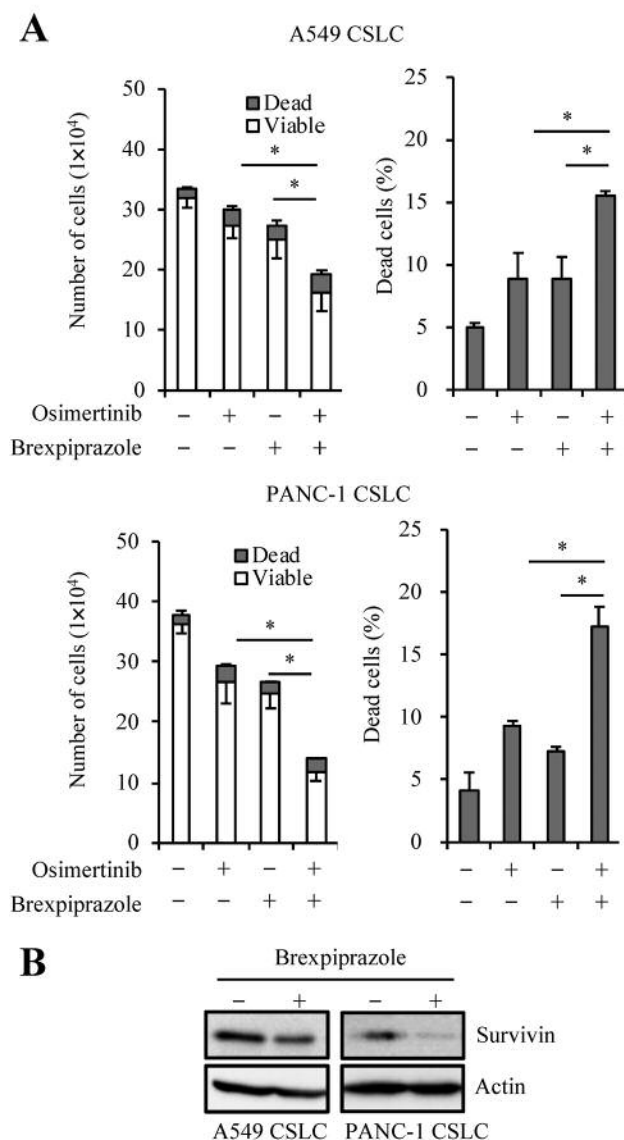 A
A549 CSLC
Number of cells (1×10⁴)
50
40
30
20
10
0
Dead
Viable
*
*
Dead cells (%)
25
20
15
10
5
0
*
*
Osimertinib − + − + − + − +
Brexpiprazole − − + + − − + +
PANC-1 CSLC
Number of cells (1×10⁴)
50
40
30
20
10
0
Dead
Viable
*
*
Dead cells (%)
25
20
15
10
5
0
*
*
Osimertinib − + − + − + − +
Brexpiprazole − − + + − − + +
B
Brexpiprazole
− + − +
Survivin
Actin
A549 CSLC PANC-1 CSLC